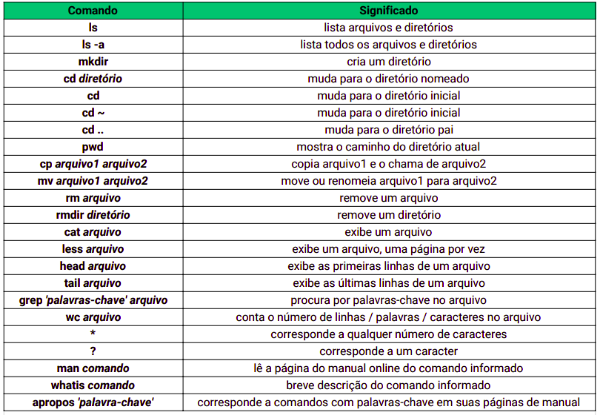 Comando Significado
ls lista arquivos e diretórios
ls -a lista todos os arquivos e diretórios
mkdir cria um diretório
cd diretório muda para o diretório nomeado
cd muda para o diretório inicial
cd ~ muda para o diretório inicial
cd .. muda para o diretório pai
pwd mostra o caminho do diretório atual
cp arquivo1 arquivo2 copia arquivo1 e o chama de arquivo2
mv arquivo1 arquivo2 move ou renomeia arquivo1 para arquivo2
rm arquivo remove um arquivo
rmdir diretório remove um diretório
cat arquivo exibe um arquivo
less arquivo exibe um arquivo, uma página por vez
head arquivo exibe as primeiras linhas de um arquivo
tail arquivo exibe as últimas linhas de um arquivo
grep 'palavras-chave' arquivo procura por palavras-chave no arquivo
wc arquivo conta o número de linhas / palavras / caracteres no arquivo
* corresponde a qualquer número de caracteres
? corresponde a um caracter
man comando lê a página do manual online do comando informado
whatis comando breve descrição do comando informado
apropos 'palavra-chave' corresponde a comandos com palavras-chave em suas páginas de manual